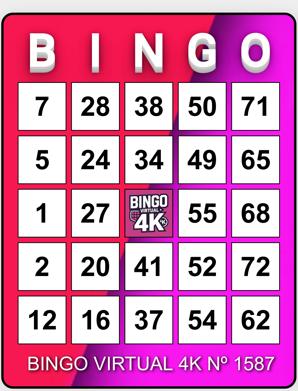 B I N G O
7 28 38 50 71
5 24 34 49 65
1 27 BINGO VIRTUAL 4K 55 68
2 20 41 52 72
12 16 37 54 62
BINGO VIRTUAL 4K Nº 1587